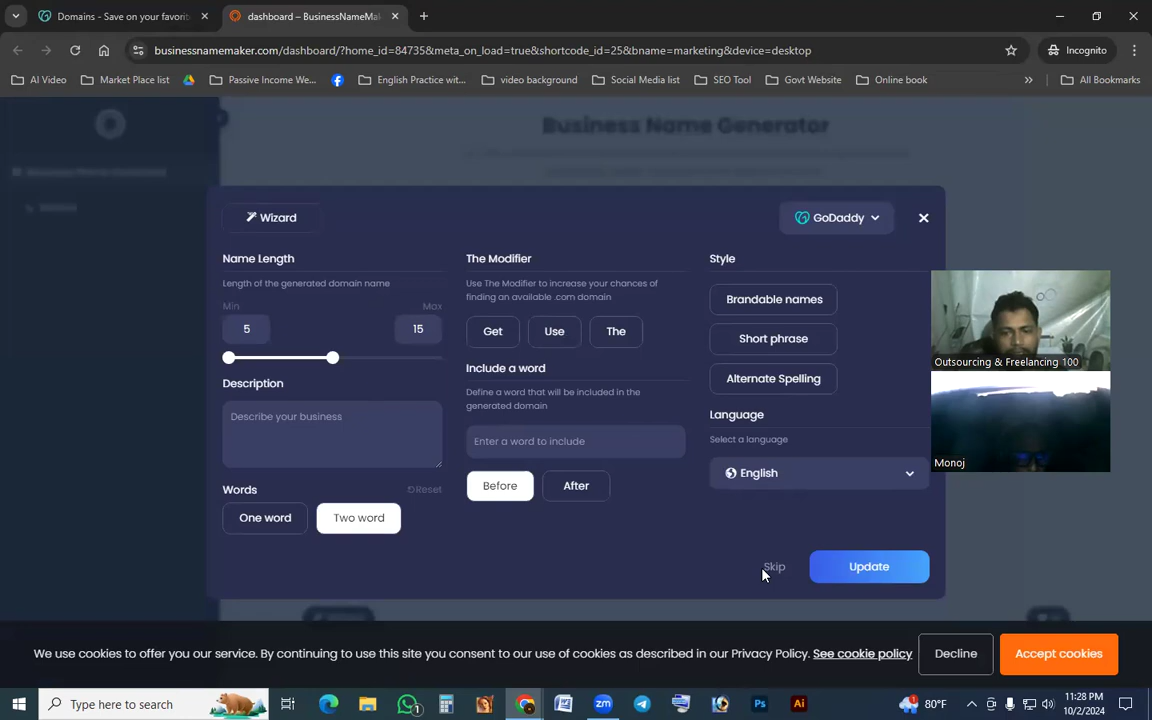 Domains - Save on your favorit
dashboard – BusinessNameMa
businessnamemaker.com/dashboard/?home_id=84735&meta_on_load=true&shortcode_id=25&bname=marketing&device=desktop
Incognito
AI Video
Market Place list
Passive Income We...
English Practice wit...
video background
Social Media list
SEO Tool
Govt Website
Online book
All Bookmarks
Business Name Generator
Wizard
GoDaddy
Name Length
The Modifier
Style
Length of the generated domain name
Use The Modifier to increase your chances of
finding an available .com domain
Min
Max
5
15
Get
Use
The
Brandable names
Short phrase
Alternate Spelling
Description
Describe your business
Include a word
Define a word that will be included in the
generated domain
Enter a word to include
Before
After
Language
Select a language
English
Words
Reset
One word
Two word
Skip
Update
Outsourcing & Freelancing 100
Monoj
We use cookies to offer you our service. By continuing to use this site you consent to our use of cookies as described in our Privacy Policy. See cookie policy
Decline
Accept cookies
Type here to search
1
Ps
Ai
80°F
11:28 PM
10/2/2024